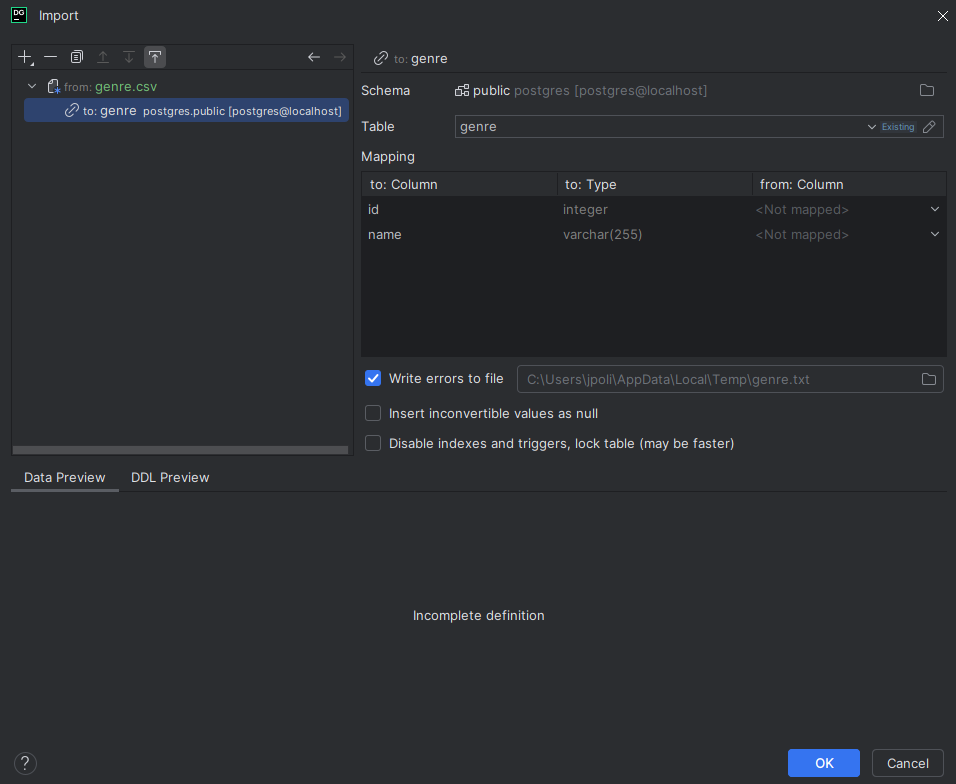 DG Import
from: genre.csv
to: genre postgres.public [postgres@localhost]
to: genre
Schema public postgres [postgres@localhost]
Table genre Existing
Mapping
to: Column to: Type from: Column
id integer <Not mapped>
name varchar(255) <Not mapped>
Write errors to file C:\Users\jpoli\AppData\Local\Temp\genre.txt
Insert inconvertible values as null
Disable indexes and triggers, lock table (may be faster)
Data Preview DDL Preview
Incomplete definition
? OK Cancel